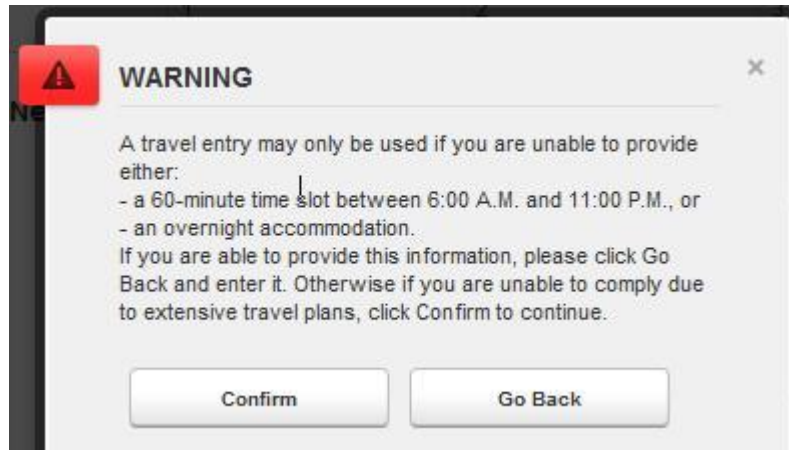 WARNING
×
Ne
A travel entry may only be used if you are unable to provide
either:
- a 60-minute time slot between 6:00 A.M. and 11:00 P.M., or
- an overnight accommodation.
If you are able to provide this information, please click Go
Back and enter it. Otherwise if you are unable to comply due
to extensive travel plans, click Confirm to continue.
Confirm
Go Back